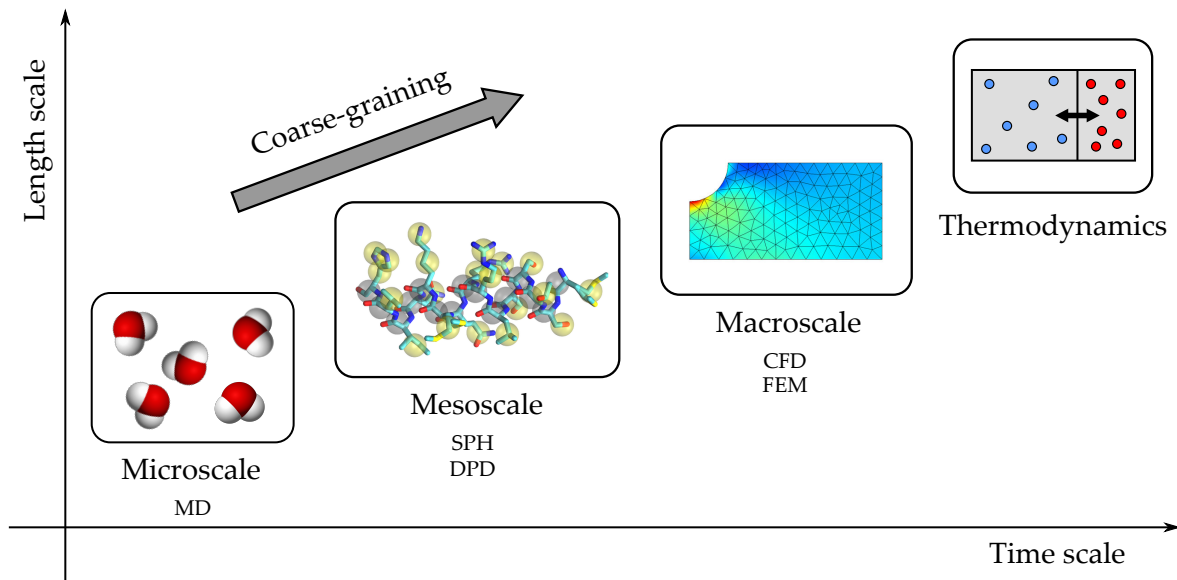 Length scale
Coarse-graining
Thermodynamics
Macroscale
CFD
FEM
Mesoscale
SPH
DPD
Microscale
MD
Time scale